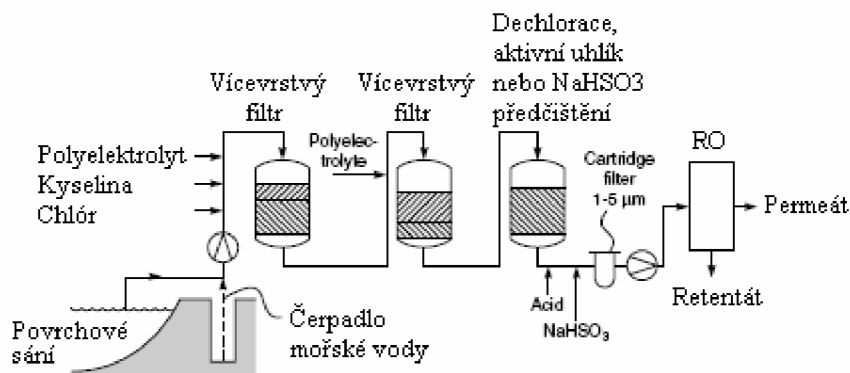 Dechlorace,
aktivní uhlík
nebo NaHSO3
předčištění
Vícevrstvý
filtr
Vícevrstvý
filtr
Polyelektrolyt
Kyselina
Chlór
Polyelec-
trolyte
Cartridge
filter
1-5 µm
RO
Permeát
Retentát
Acid
NaHSO₃
Povrchové
sání
Čerpadlo
mořské vody